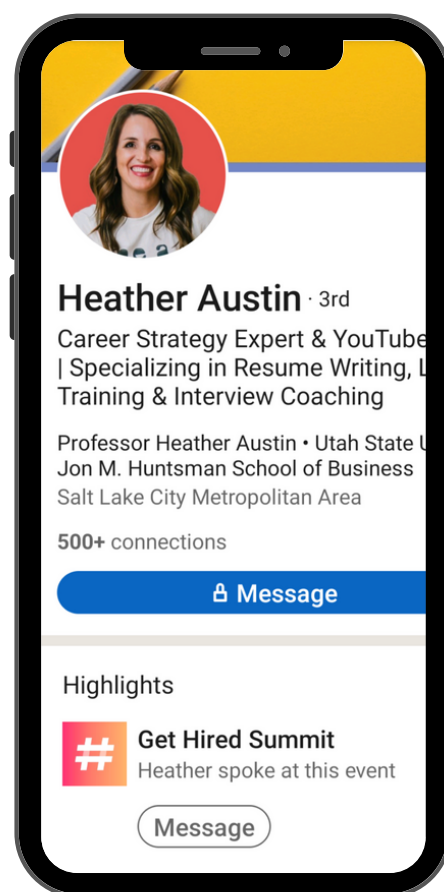 Heather Austin · 3rd
Career Strategy Expert & YouTube
| Specializing in Resume Writing, L
Training & Interview Coaching
Professor Heather Austin • Utah State U
Jon M. Huntsman School of Business
Salt Lake City Metropolitan Area
500+ connections
Message
Highlights
#
Get Hired Summit
Heather spoke at this event
Message